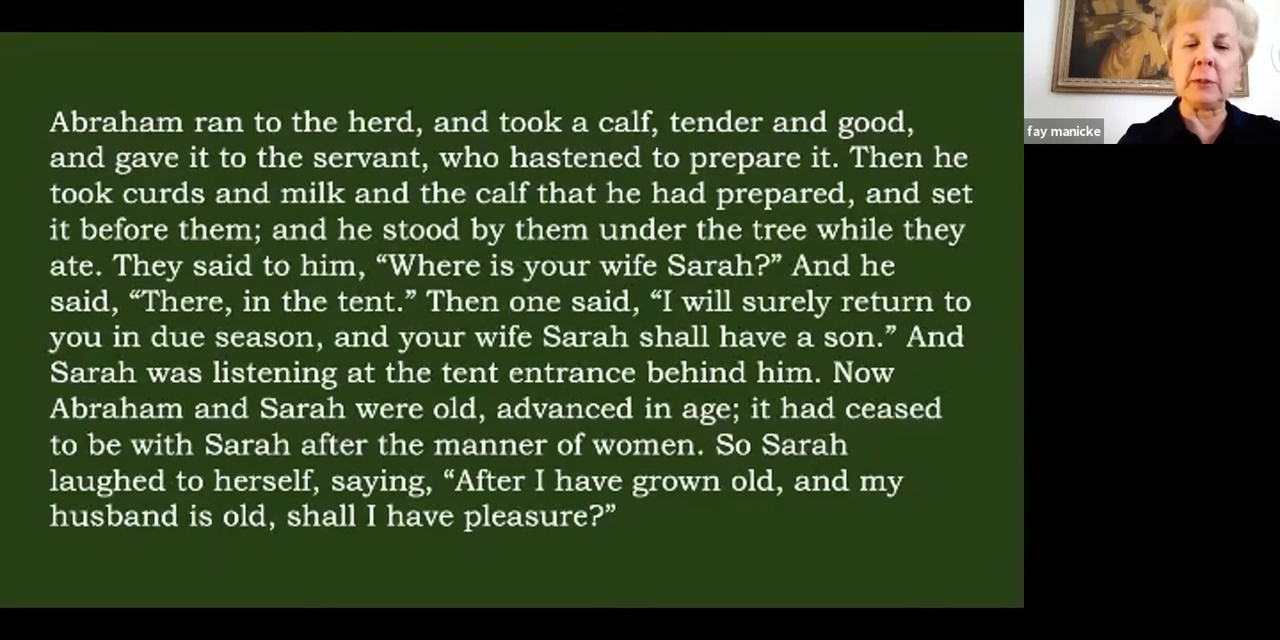 Abraham ran to the herd, and took a calf, tender and good,
and gave it to the servant, who hastened to prepare it. Then he
took curds and milk and the calf that he had prepared, and set
it before them; and he stood by them under the tree while they
ate. They said to him, “Where is your wife Sarah?” And he
said, “There, in the tent.” Then one said, “I will surely return to
you in due season, and your wife Sarah shall have a son.” And
Sarah was listening at the tent entrance behind him. Now
Abraham and Sarah were old, advanced in age; it had ceased
to be with Sarah after the manner of women. So Sarah
laughed to herself, saying, “After I have grown old, and my
husband is old, shall I have pleasure?”
fay manicke